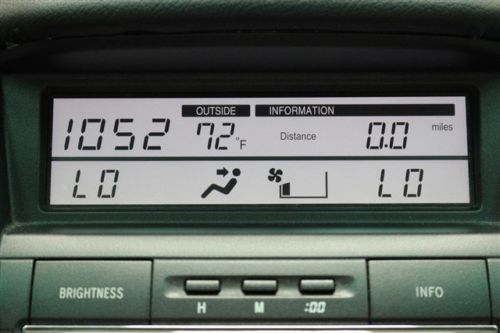 OUTSIDE INFORMATION
1052 72°F Distance 0.0 miles
LO LO
BRIGHTNESS H M :00 INFO